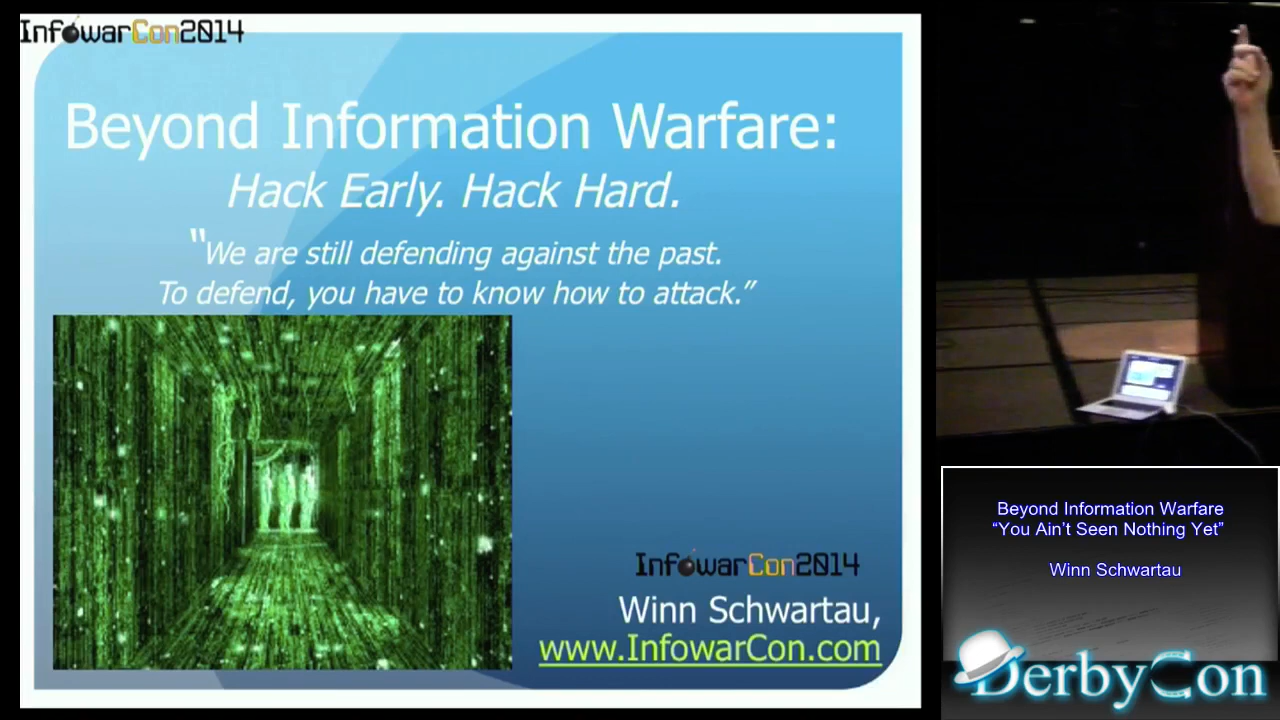 InfowarCon2014
Beyond Information Warfare:
Hack Early. Hack Hard.
“We are still defending against the past.
To defend, you have to know how to attack.”
InfowarCon2014
Winn Schwartau,
www.InfowarCon.com
Beyond Information Warfare
“You Ain’t Seen Nothing Yet”
Winn Schwartau
DerbyCon